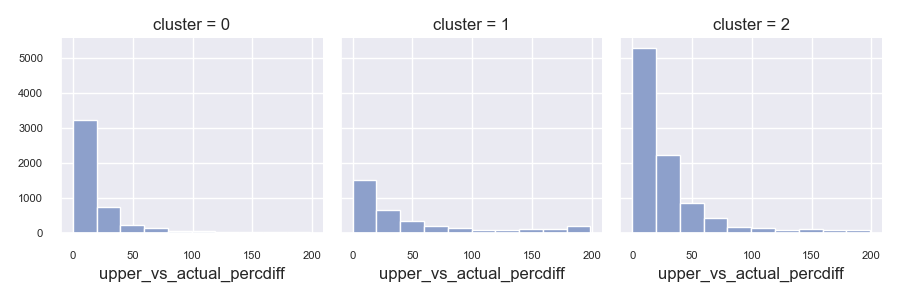 cluster = 0
cluster = 1
cluster = 2
5000
4000
3000
2000
1000
0
0 50 100 150 200
0 50 100 150 200
0 50 100 150 200
upper_vs_actual_percdiff
upper_vs_actual_percdiff
upper_vs_actual_percdiff